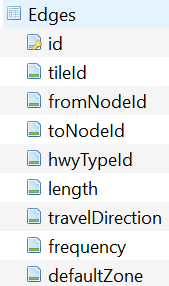 Edges
id
tileId
fromNodeId
toNodeId
hwyTypeId
length
travelDirection
frequency
defaultZone